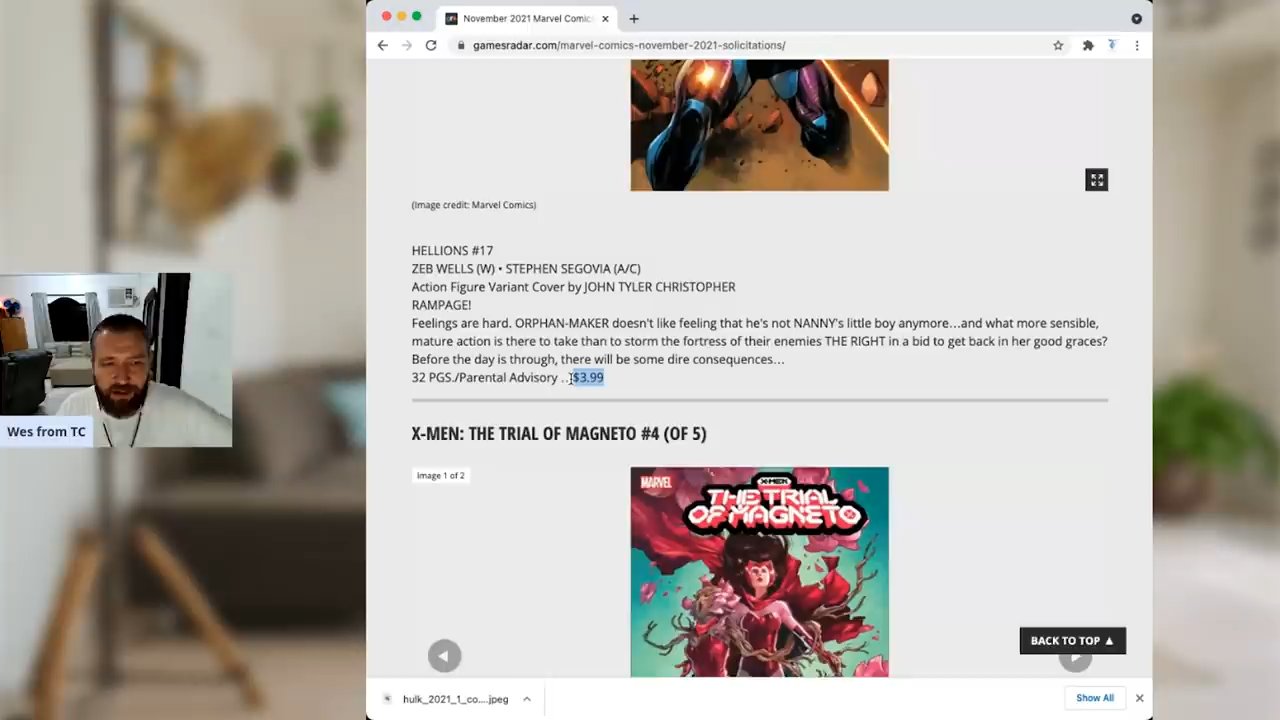 November 2021 Marvel Comic
gamesradar.com/marvel-comics-november-2021-solicitations/
(Image credit: Marvel Comics)
HELLIONS #17
ZEB WELLS (W) • STEPHEN SEGOVIA (A/C)
Action Figure Variant Cover by JOHN TYLER CHRISTOPHER
RAMPAGE!
Feelings are hard. ORPHAN-MAKER doesn't like feeling that he's not NANNY's little boy anymore…and what more sensible,
mature action is there to take than to storm the fortress of their enemies THE RIGHT in a bid to get back in her good graces?
Before the day is through, there will be some dire consequences…
32 PGS./Parental Advisory …$3.99
Wes from TC
X-MEN: THE TRIAL OF MAGNETO #4 (OF 5)
Image 1 of 2
MARVEL
X-MEN
THE TRIAL
OF MAGNETO
BACK TO TOP
hulk_2021_1_co....jpeg
Show All